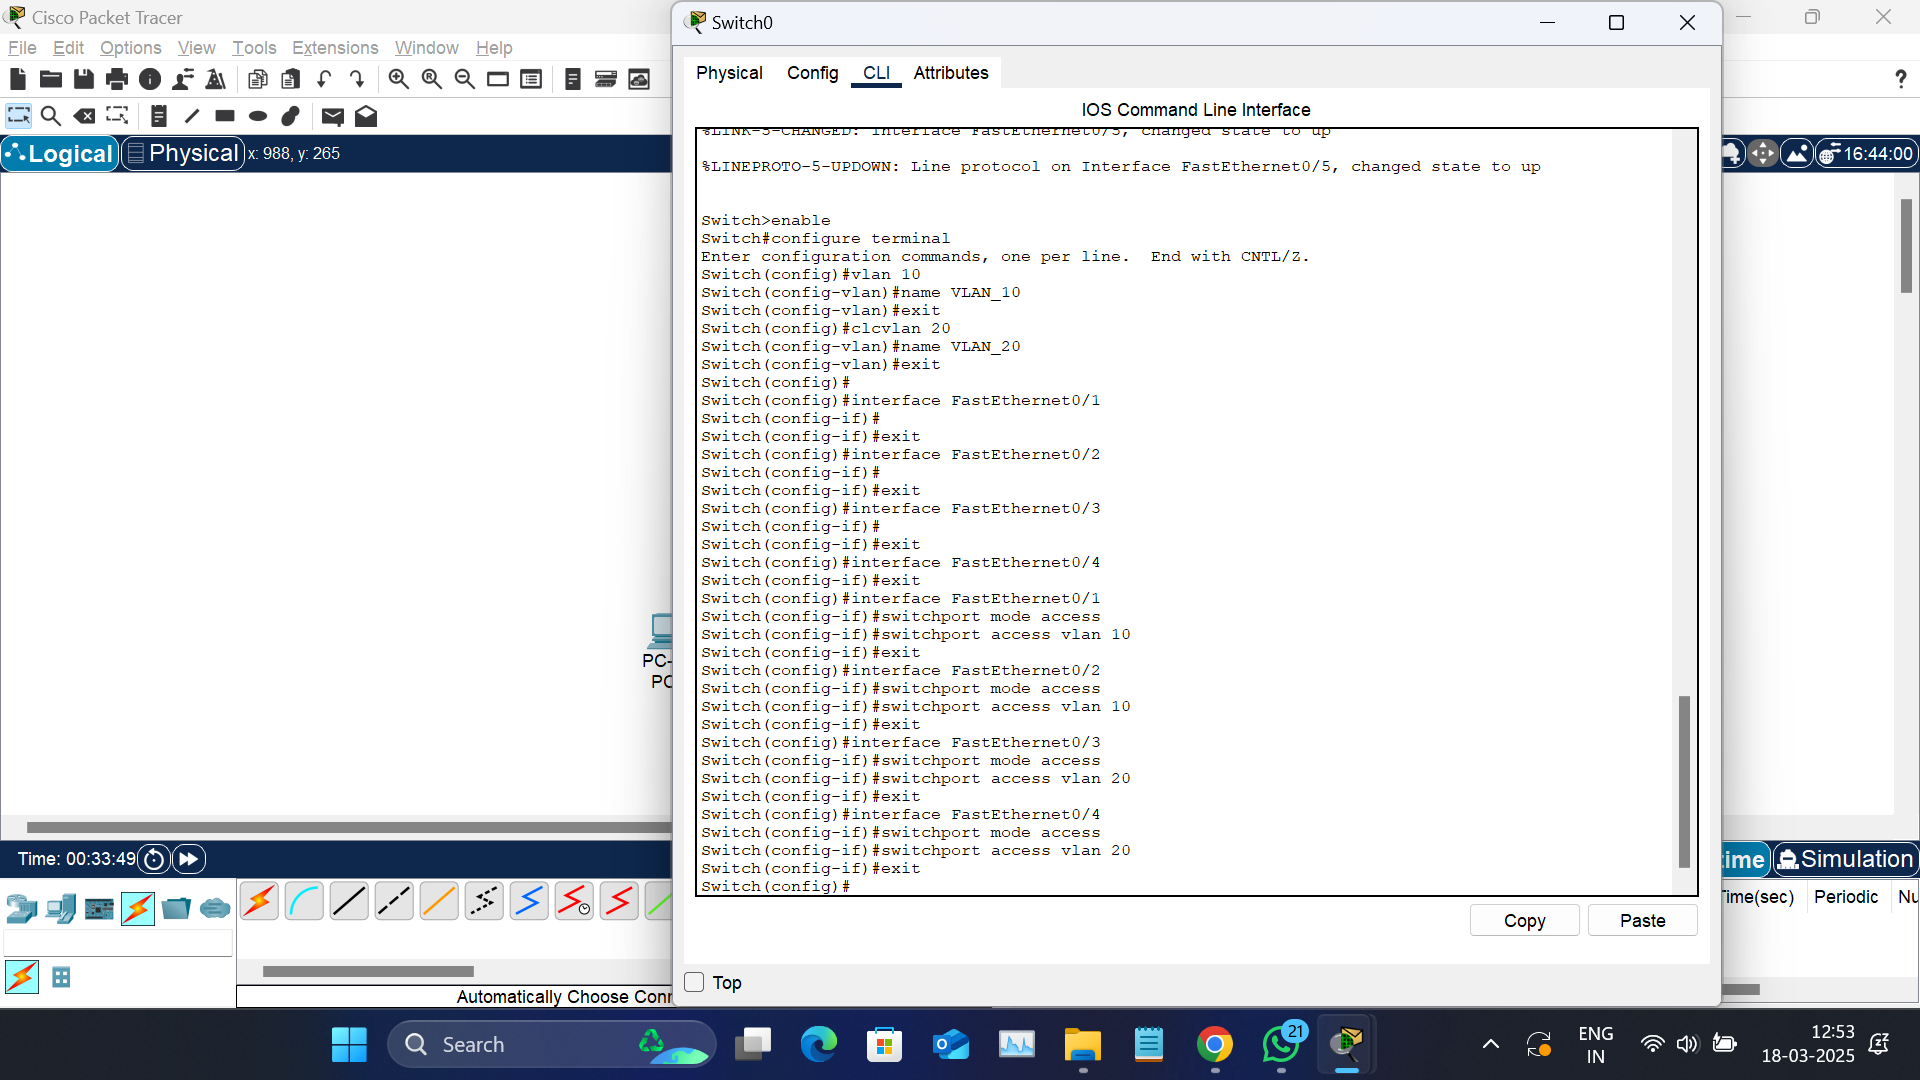 Cisco Packet Tracer
File Edit Options View Tools Extensions Window Help
Logical Physical x: 988, y: 265
PC-
PC
Time: 00:33:49
Automatically Choose Conn
Switch0
Physical Config CLI Attributes
IOS Command Line Interface
%LINK-5-CHANGED: Interface FastEthernet0/5, changed state to up
%LINEPROTO-5-UPDOWN: Line protocol on Interface FastEthernet0/5, changed state to up
Switch>enable
Switch#configure terminal
Enter configuration commands, one per line.  End with CNTL/Z.
Switch(config)#vlan 10
Switch(config-vlan)#name VLAN_10
Switch(config-vlan)#exit
Switch(config)#clcvlan 20
Switch(config-vlan)#name VLAN_20
Switch(config-vlan)#exit
Switch(config)#
Switch(config)#interface FastEthernet0/1
Switch(config-if)#
Switch(config-if)#exit
Switch(config)#interface FastEthernet0/2
Switch(config-if)#
Switch(config-if)#exit
Switch(config)#interface FastEthernet0/3
Switch(config-if)#
Switch(config-if)#exit
Switch(config)#interface FastEthernet0/4
Switch(config-if)#exit
Switch(config)#interface FastEthernet0/1
Switch(config-if)#switchport mode access
Switch(config-if)#switchport access vlan 10
Switch(config-if)#exit
Switch(config)#interface FastEthernet0/2
Switch(config-if)#switchport mode access
Switch(config-if)#switchport access vlan 10
Switch(config-if)#exit
Switch(config)#interface FastEthernet0/3
Switch(config-if)#switchport mode access
Switch(config-if)#switchport access vlan 20
Switch(config-if)#exit
Switch(config)#interface FastEthernet0/4
Switch(config-if)#switchport mode access
Switch(config-if)#switchport access vlan 20
Switch(config-if)#exit
Switch(config)#
Copy Paste
Top
?
16:44:00
ime Simulation
Time(sec) Periodic Nu
Search
21
ENG
IN
12:53
18-03-2025